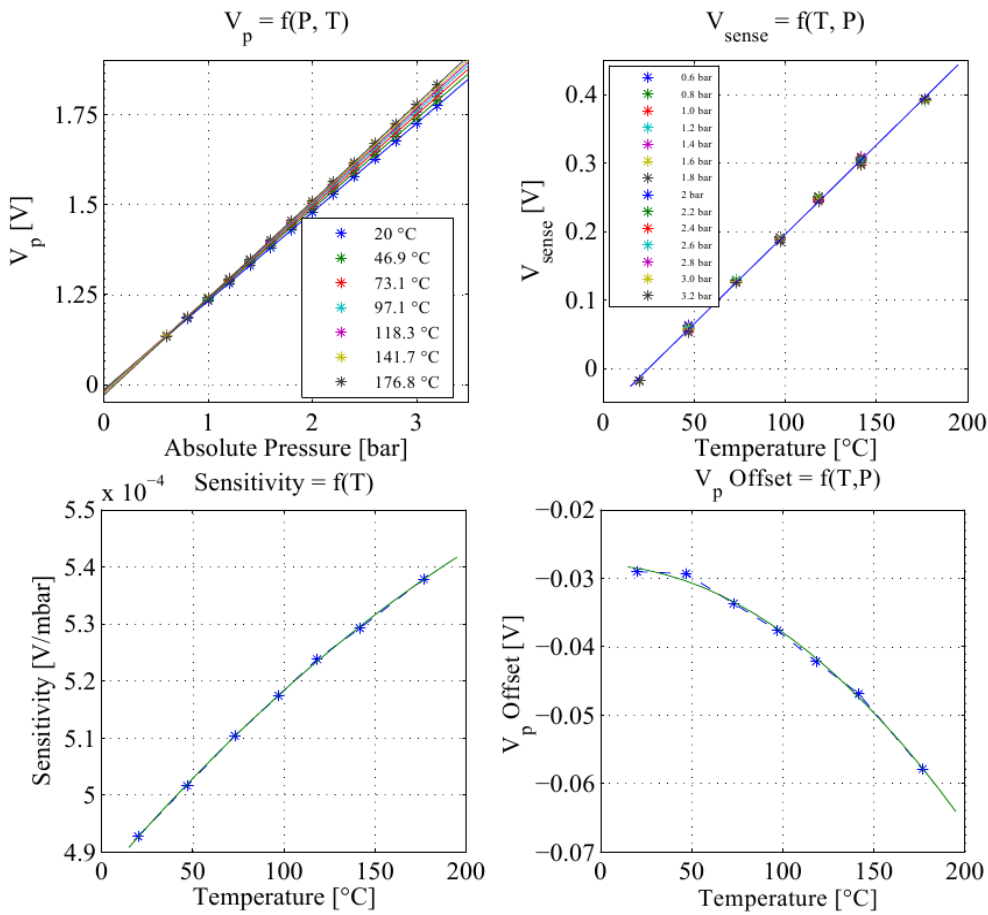 V_p = f(P, T)
V_p [V]
1.75
1.5
1.25
0
0
1
2
3
Absolute Pressure [bar]
20 °C
46.9 °C
73.1 °C
97.1 °C
118.3 °C
141.7 °C
176.8 °C
V_sense = f(T, P)
V_sense [V]
0.4
0.3
0.2
0.1
0
0
50
100
150
200
Temperature [°C]
0.6 bar
0.8 bar
1.0 bar
1.2 bar
1.4 bar
1.6 bar
1.8 bar
2 bar
2.2 bar
2.4 bar
2.6 bar
2.8 bar
3.0 bar
3.2 bar
x 10⁻⁴
Sensitivity = f(T)
Sensitivity [V/mbar]
5.5
5.4
5.3
5.2
5.1
5
4.9
0
50
100
150
200
Temperature [°C]
V_p Offset = f(T,P)
V_p Offset [V]
−0.02
−0.03
−0.04
−0.05
−0.06
−0.07
0
50
100
150
200
Temperature [°C]